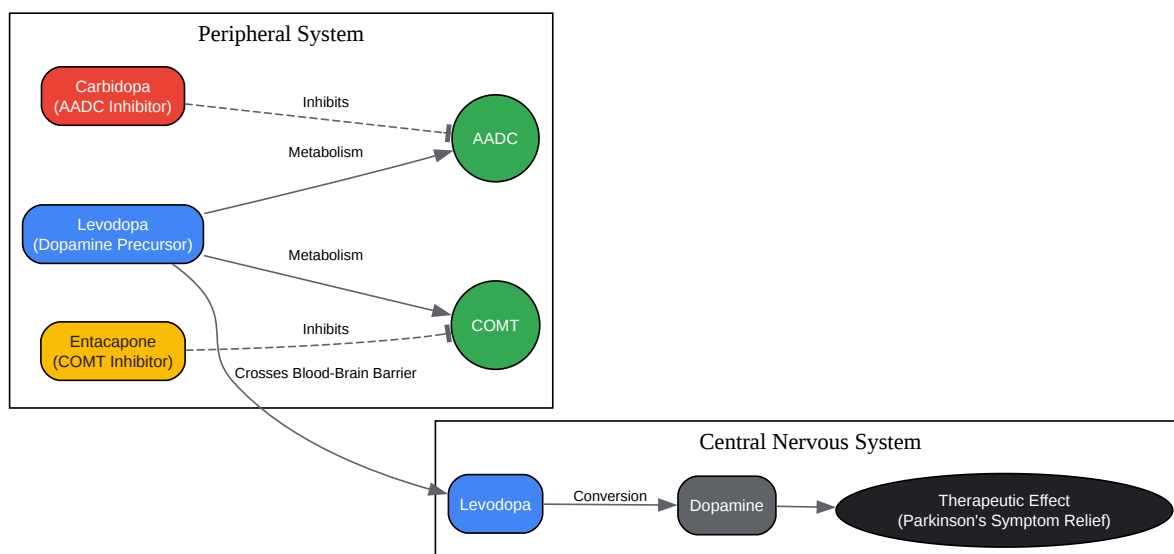 Peripheral System
Carbidopa
(AADC Inhibitor)
Inhibits
AADC
Metabolism
Levodopa
(Dopamine Precursor)
Metabolism
COMT
Entacapone
(COMT Inhibitor)
Inhibits
Crosses Blood-Brain Barrier
Central Nervous System
Levodopa
Conversion
Dopamine
Therapeutic Effect
(Parkinson's Symptom Relief)